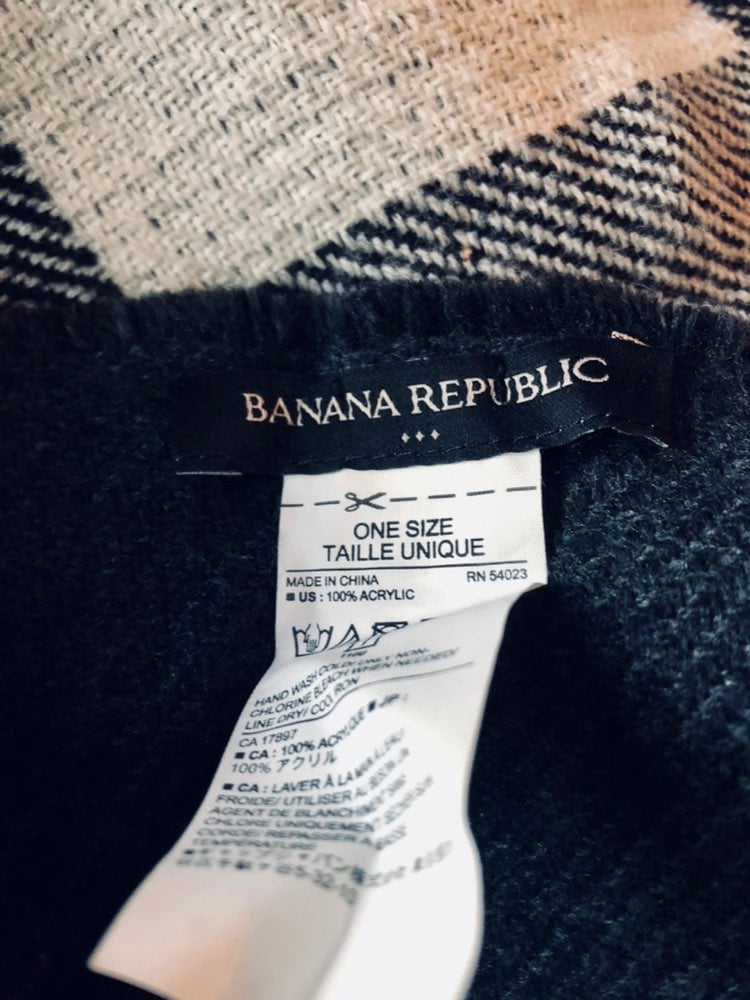 BANANA REPUBLIC
ONE SIZE
TAILLE UNIQUE
MADE IN CHINA RN 54023
US : 100% ACRYLIC
HAND WASH COLD/ ONLY NON-
CHLORINE BLEACH WHEN NEEDED/
LINE DRY/ COOL IRON
CA 17897
CA : 100% ACRYLIQUE
100% アクリル
CA : LAVER À LA MAIN À L'EAU
FROIDE/ UTILISER AU BESOIN UN
AGENT DE BLANCHIMENT SANS
CHLORE UNIQUEMENT/
CORDE/ REPASSER À BASSE
TEMPÉRATURE